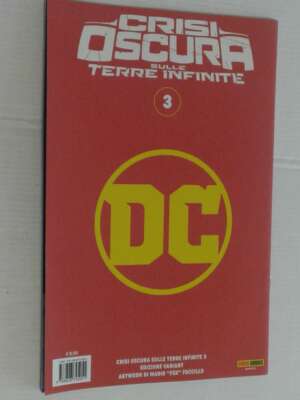 CRISI
OSCURA
SULLE
TERRE INFINITE
3
DC
CRISI OSCURA SULLE TERRE INFINITE 3
EDIZIONE VARIANT
ARTWORK DI MARIO "FOX" FOCCILLO